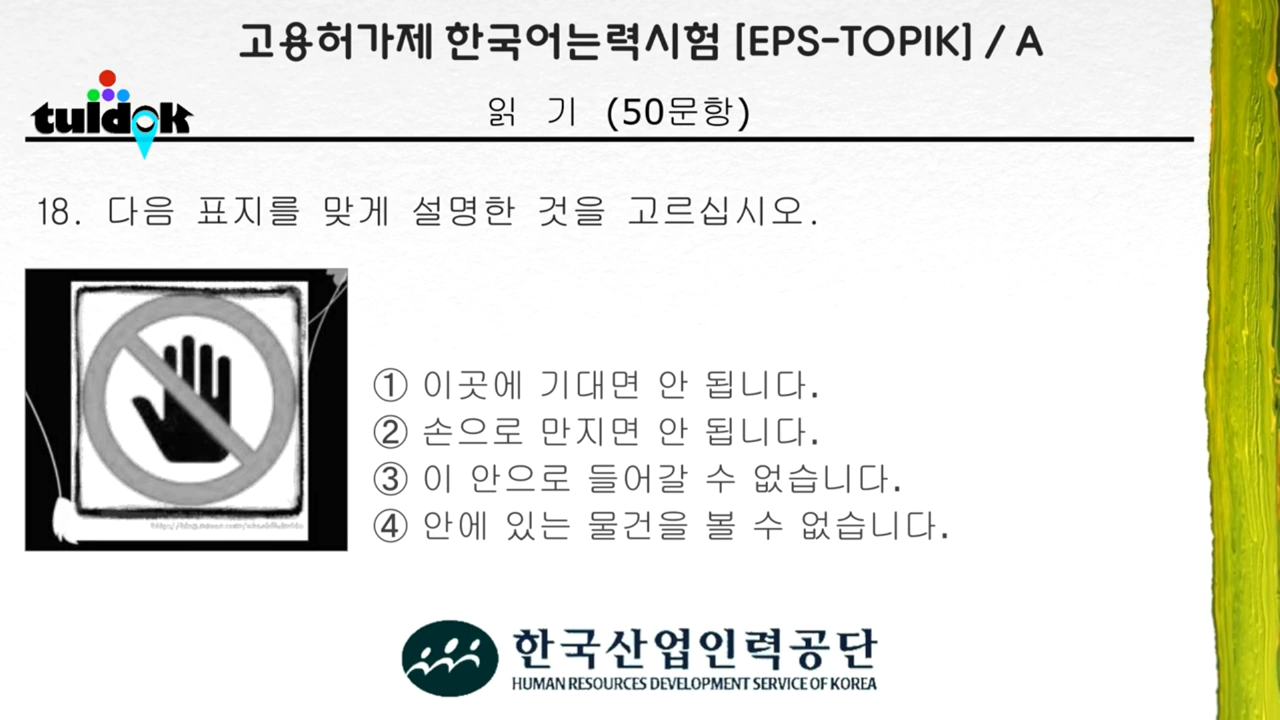 고용허가제 한국어능력시험 [EPS-TOPIK] / A
tuidok
읽 기 (50문항)
18. 다음 표지를 맞게 설명한 것을 고르십시오.
① 이곳에 기대면 안 됩니다.
② 손으로 만지면 안 됩니다.
③ 이 안으로 들어갈 수 없습니다.
④ 안에 있는 물건을 볼 수 없습니다.
한국산업인력공단
HUMAN RESOURCES DEVELOPMENT SERVICE OF KOREA